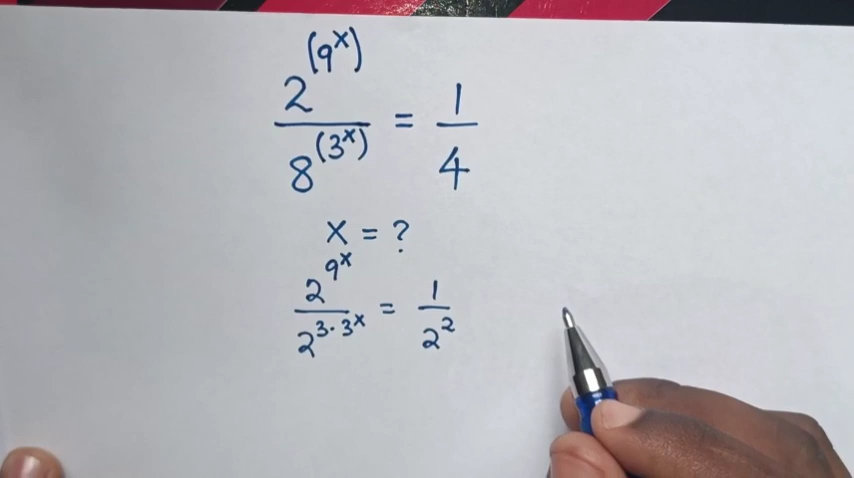 2^(9^x) / 8^(3^x) = 1/4
x = ?
2^9^x / 2^3·3^x = 1/2^2